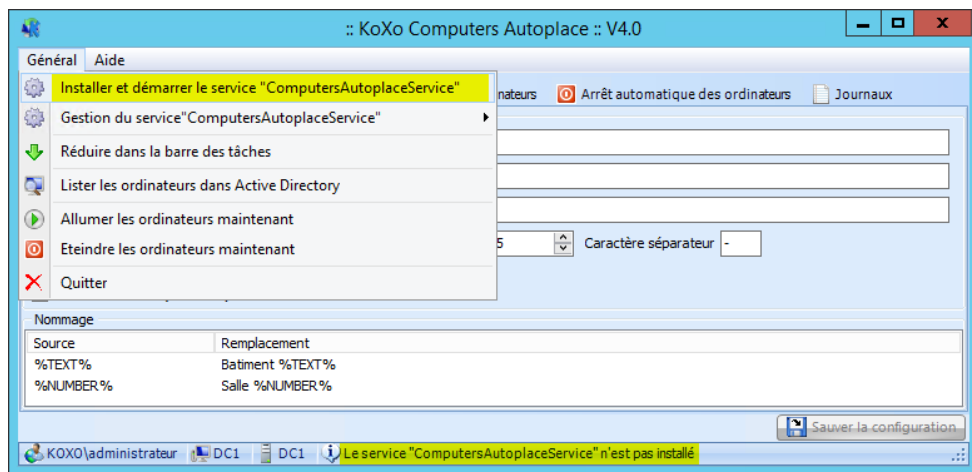 :: KoXo Computers Autoplace :: V4.0
Général Aide
Installer et démarrer le service "ComputersAutoplaceService"
nateurs Arrêt automatique des ordinateurs Journaux
Gestion du service"ComputersAutoplaceService"
Réduire dans la barre des tâches
Lister les ordinateurs dans Active Directory
Allumer les ordinateurs maintenant
Eteindre les ordinateurs maintenant
5 Caractère séparateur -
Quitter
Nommage
Source Remplacement
%TEXT% Batiment %TEXT%
%NUMBER% Salle %NUMBER%
Sauver la configuration
KOXO\administrateur DC1 DC1 Le service "ComputersAutoplaceService" n'est pas installé